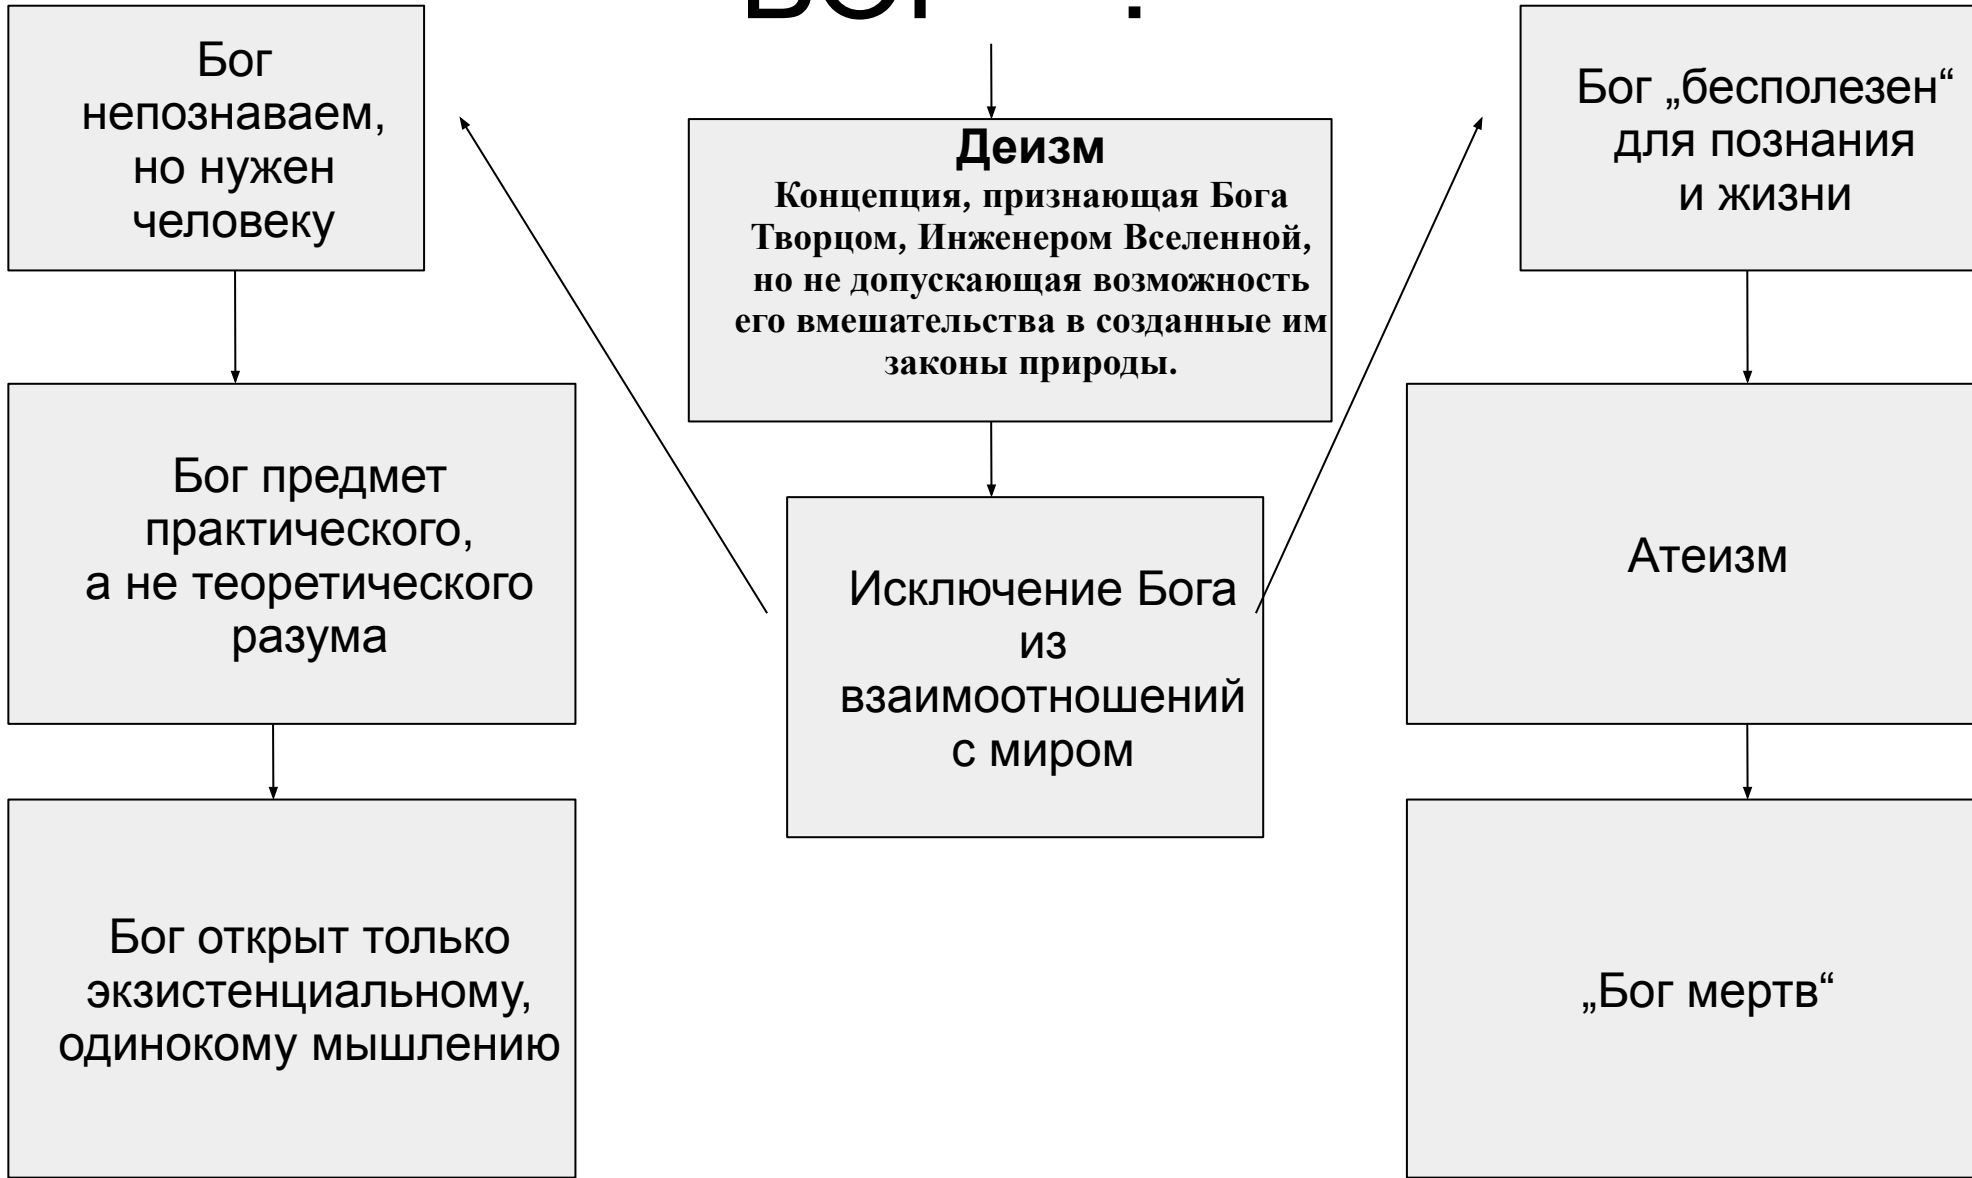 Бог
непознаваем,
но нужен
человеку
Бог предмет
практического,
а не теоретического
разума
Бог открыт только
экзистенциальному,
одинокому мышлению
Деизм
Концепция, признающая Бога
Творцом, Инженером Вселенной,
но не допускающая возможность
его вмешательства в созданные им
законы природы.
Исключение Бога
из
взаимоотношений
с миром
Бог „бесполезен“
для познания
и жизни
Атеизм
„Бог мертв“